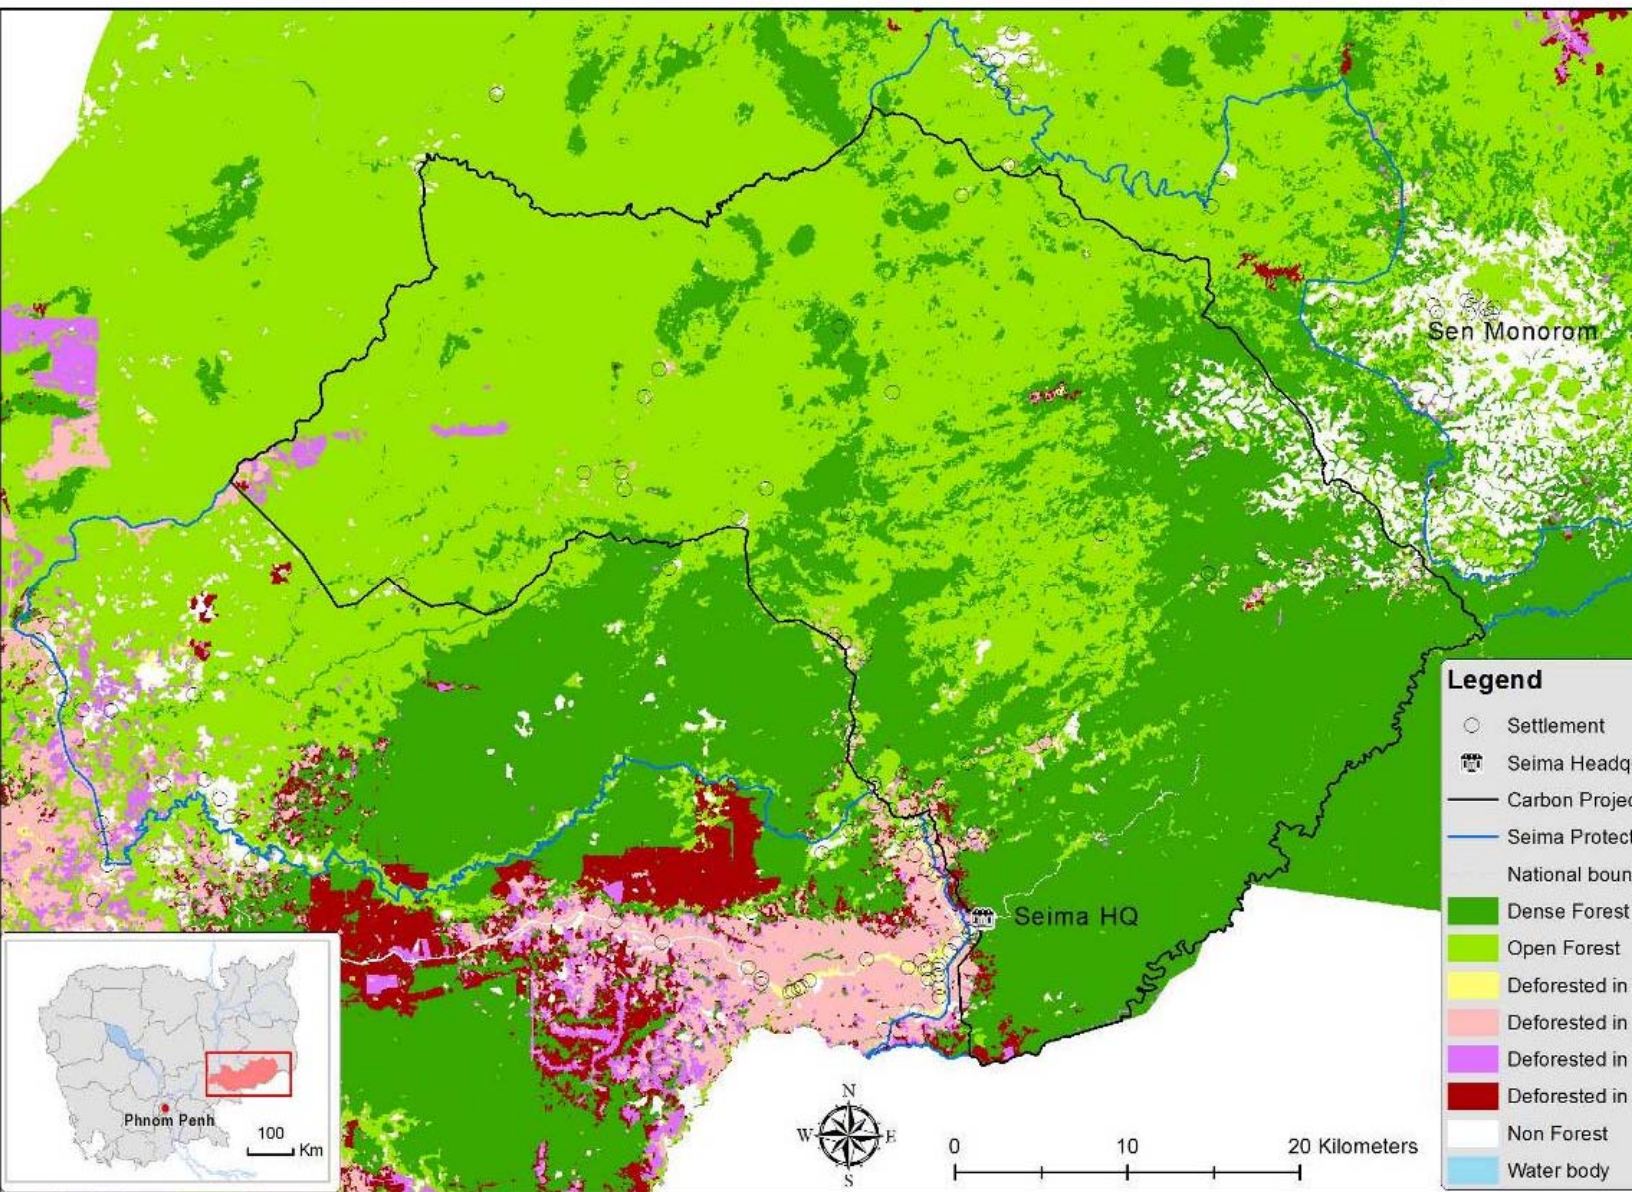 Sen Monorom
Seima HQ
Legend
Settlement
Seima Headq
Carbon Projec
Seima Protect
National boun
Dense Forest
Open Forest
Deforested in
Deforested in
Deforested in
Deforested in
Non Forest
Water body
Phnom Penh
100
Km
N
W E
S
0 10 20 Kilometers